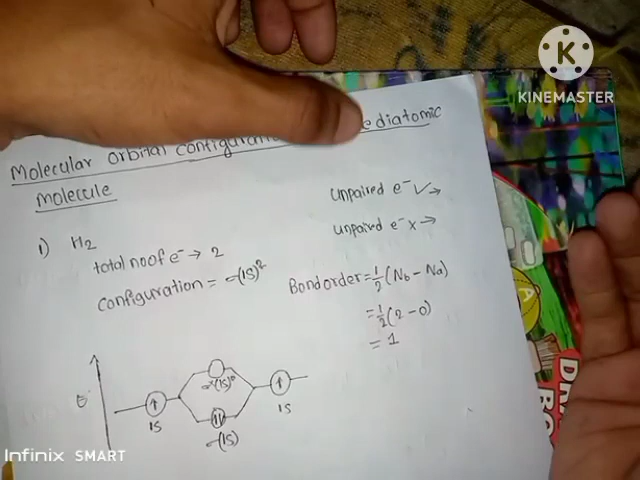 KINEMASTER
Molecular orbital configurati e diatomic
molecule
1) H2
total no of e⁻ → 2
configuration = σ(1S)²
unpaired e⁻ ✓→
unpaired e⁻ x →
Bond order = 1/2 (Nb - Na)
= 1/2 (2 - 0)
= 1
E
1S
σ*(1S)⁰
1S
σ(1S)
A
Infinix SMART